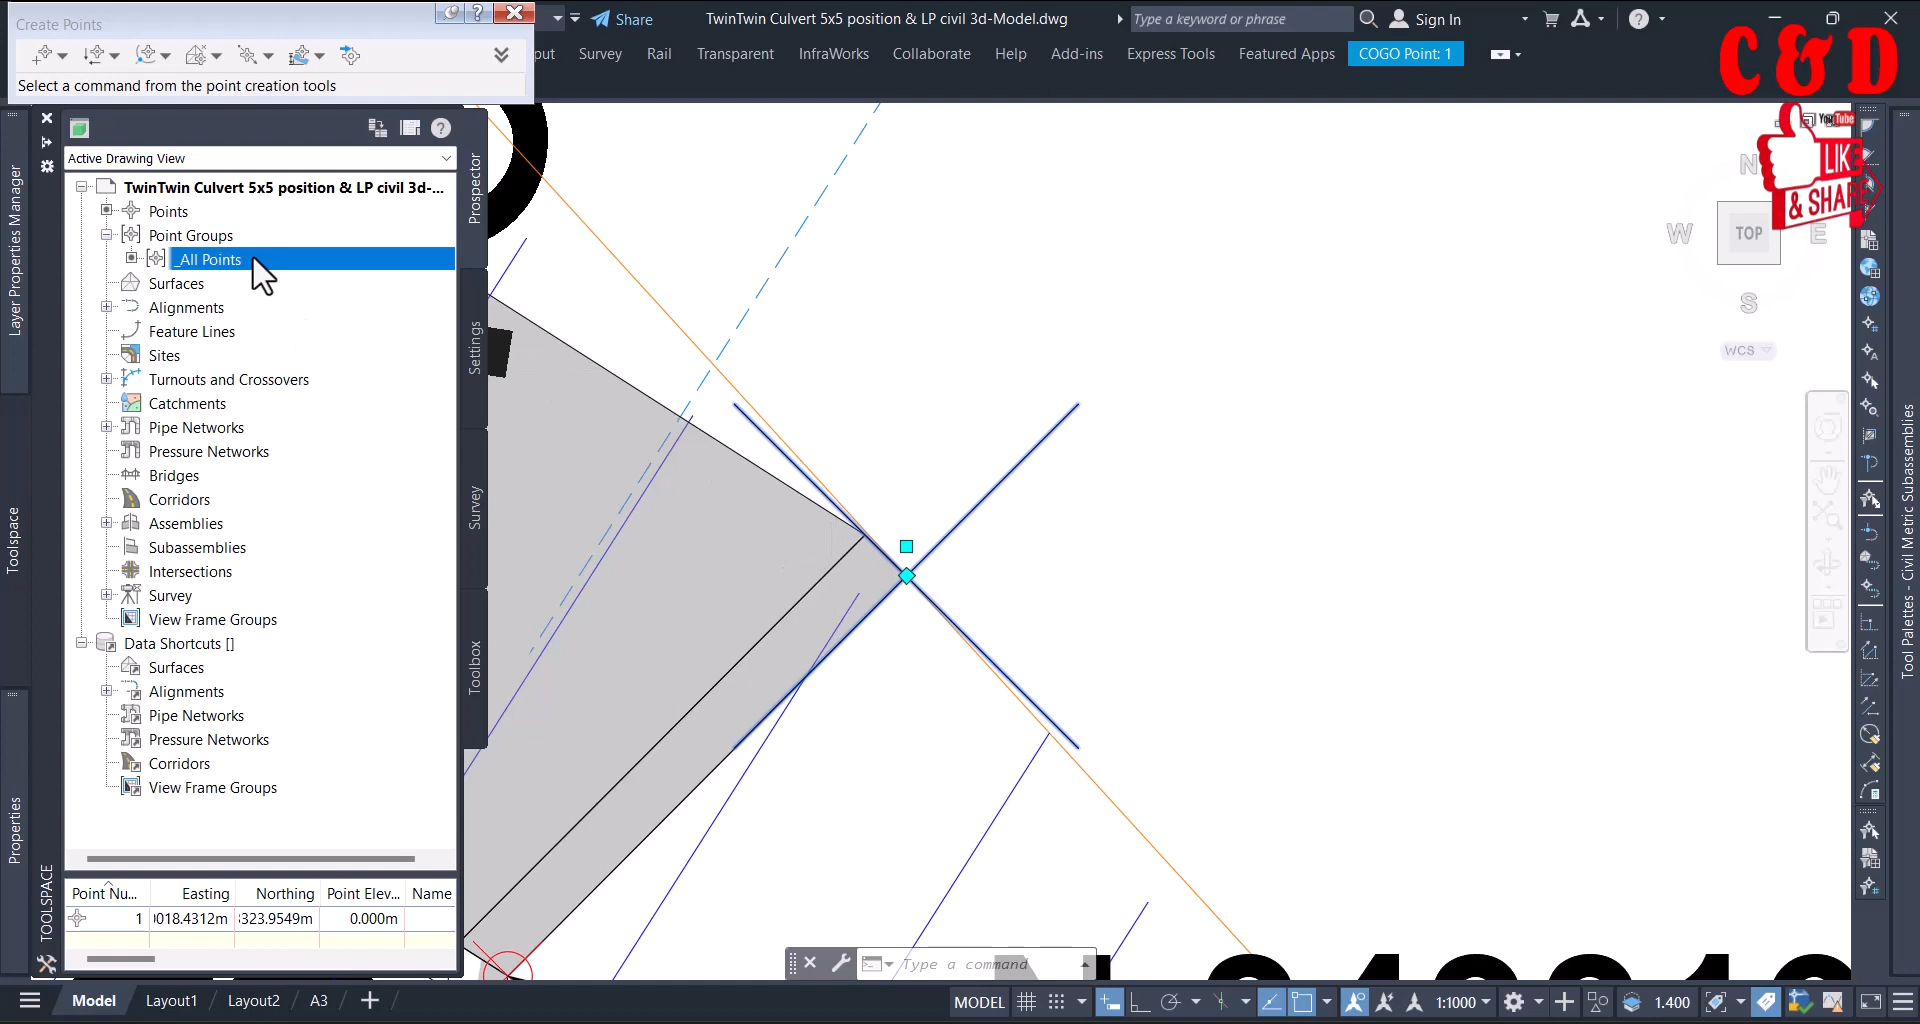 Create Points
Select a command from the point creation tools
Share
TwinTwin Culvert 5x5 position & LP civil 3d-Model.dwg
Type a keyword or phrase
Sign In
put
Survey
Rail
Transparent
InfraWorks
Collaborate
Help
Add-ins
Express Tools
Featured Apps
COGO Point: 1
C & D
YouTube
LIKE
& SHARE
Active Drawing View
TwinTwin Culvert 5x5 position & LP civil 3d-...
Points
Point Groups
_All Points
Surfaces
Alignments
Feature Lines
Sites
Turnouts and Crossovers
Catchments
Pipe Networks
Pressure Networks
Bridges
Corridors
Assemblies
Subassemblies
Intersections
Survey
View Frame Groups
Data Shortcuts []
Surfaces
Alignments
Pipe Networks
Pressure Networks
Corridors
View Frame Groups
Point Nu... Easting Northing Point Elev... Name
1 018.4312m 323.9549m 0.000m
Prospector
Settings
Survey
Toolbox
Layer Properties Manager
Toolspace
Properties
TOOLSPACE
N
W TOP E
S
WCS
Tool Palettes - Civil Metric Subassemblies
Type a command
Model
Layout1
Layout2
A3
MODEL
1:1000
1.400